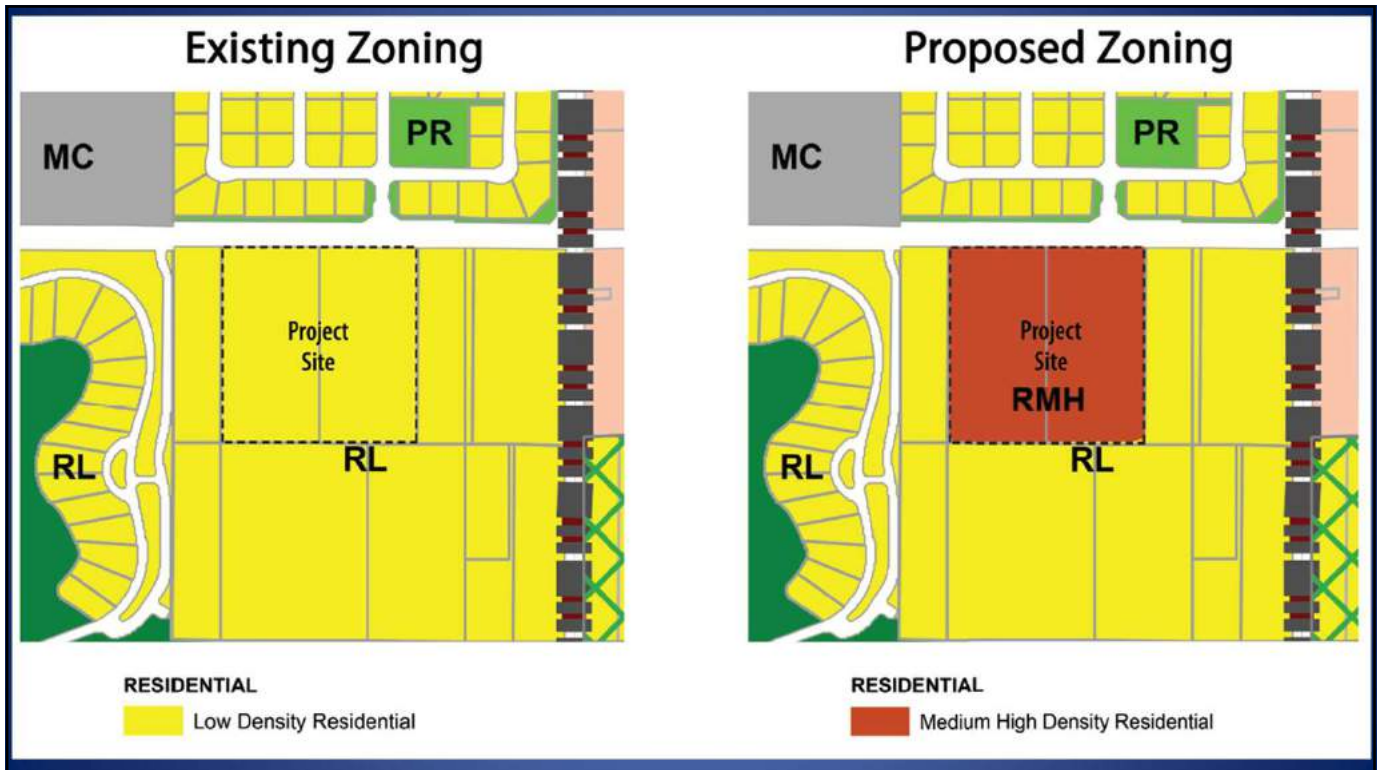 Existing Zoning
MC
PR
Project
Site
RL
RL
RESIDENTIAL
Low Density Residential
Proposed Zoning
MC
PR
Project
Site
RMH
RL
RL
RESIDENTIAL
Medium High Density Residential